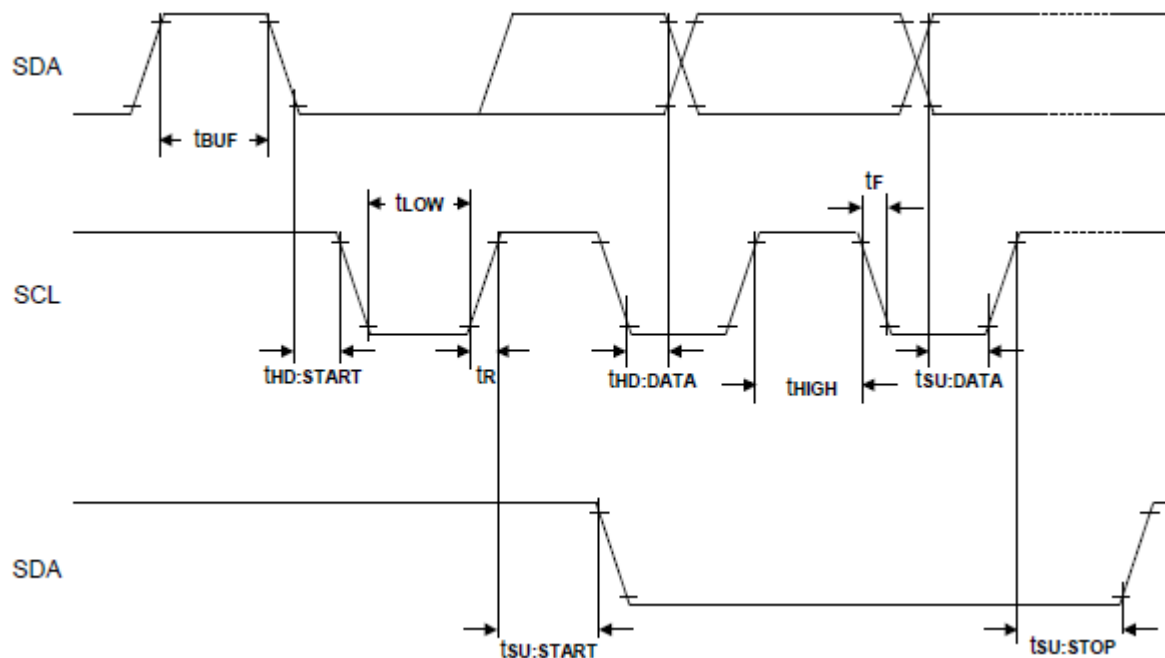 SDA
tBUF
tF
tLOW
SCL
tHD:START
tR
tHD:DATA
tHIGH
tSU:DATA
SDA
tSU:START
tSU:STOP